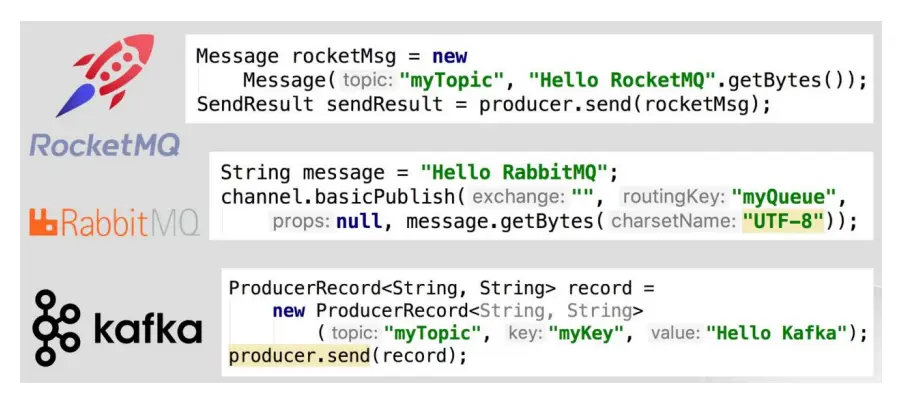 RocketMQ
Message rocketMsg = new
Message( topic: "myTopic", "Hello RocketMQ".getBytes());
SendResult sendResult = producer.send(rocketMsg);
RabbitMQ
String message = "Hello RabbitMQ";
channel.basicPublish( exchange: "", routingKey: "myQueue",
props: null, message.getBytes( charsetName: "UTF-8"));
kafka
ProducerRecord<String, String> record =
new ProducerRecord<String, String>
( topic: "myTopic", key: "myKey", value: "Hello Kafka");
producer.send(record);